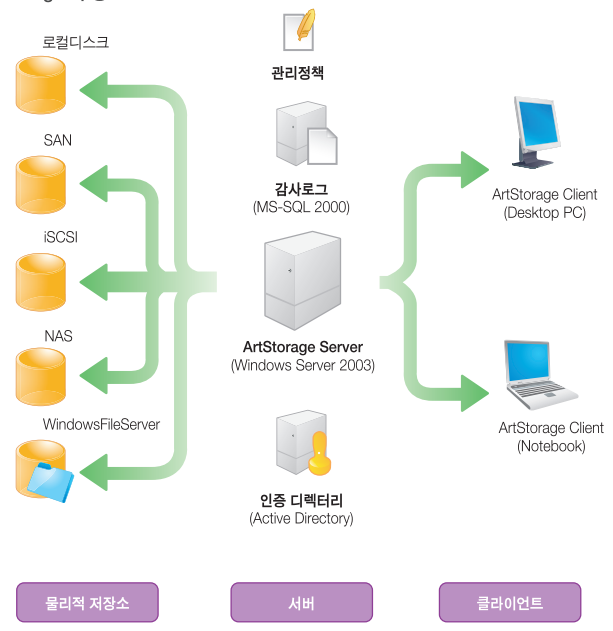 로컬디스크
SAN
iSCSI
NAS
WindowsFileServer
물리적 저장소
관리정책
감사로그
(MS-SQL 2000)
ArtStorage Server
(Windows Server 2003)
인증 디렉터리
(Active Directory)
서버
ArtStorage Client
(Desktop PC)
ArtStorage Client
(Notebook)
클라이언트